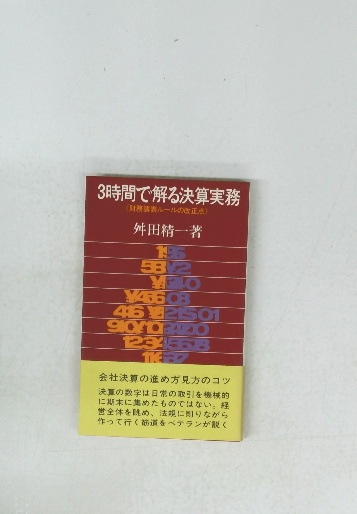 3時間で解る決算実務
(財務諸表ルールの改正点)
舛田精一著
会社決算の進め方見方のコツ
決算の数字は日常の取引を機械的
に期末に集めたものではない。経
営全体を眺め、法規に則りながら
作って行く筋道をベテランが説く